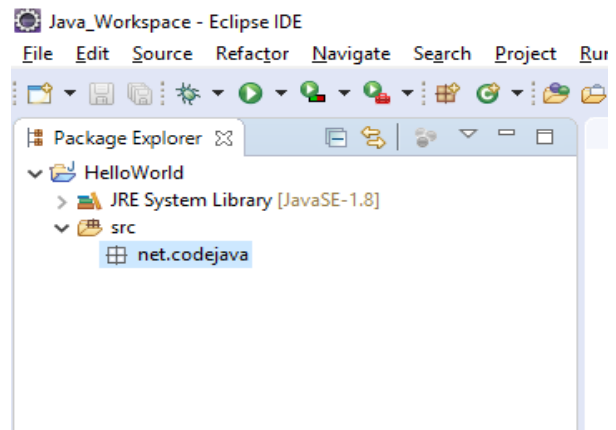 Java_Workspace - Eclipse IDE
File Edit Source Refactor Navigate Search Project Run
Package Explorer
HelloWorld
JRE System Library [JavaSE-1.8]
src
net.codejava